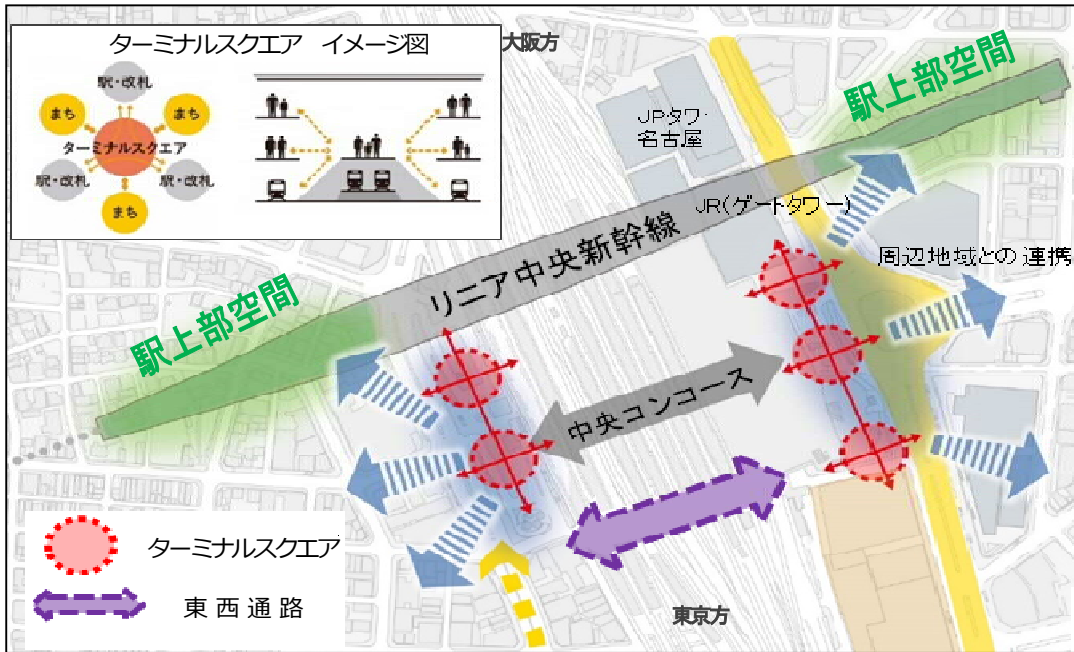 ターミナルスクエア イメージ図
駅・改札
まち
まち
ターミナルスクエア
駅・改札
駅・改札
まち
大阪方
駅上部空間
JPタワー
名古屋
JR(ゲートタワー)
リニア中央新幹線
周辺地域との連携
駅上部空間
中央コンコース
ターミナルスクエア
東西通路
東京方